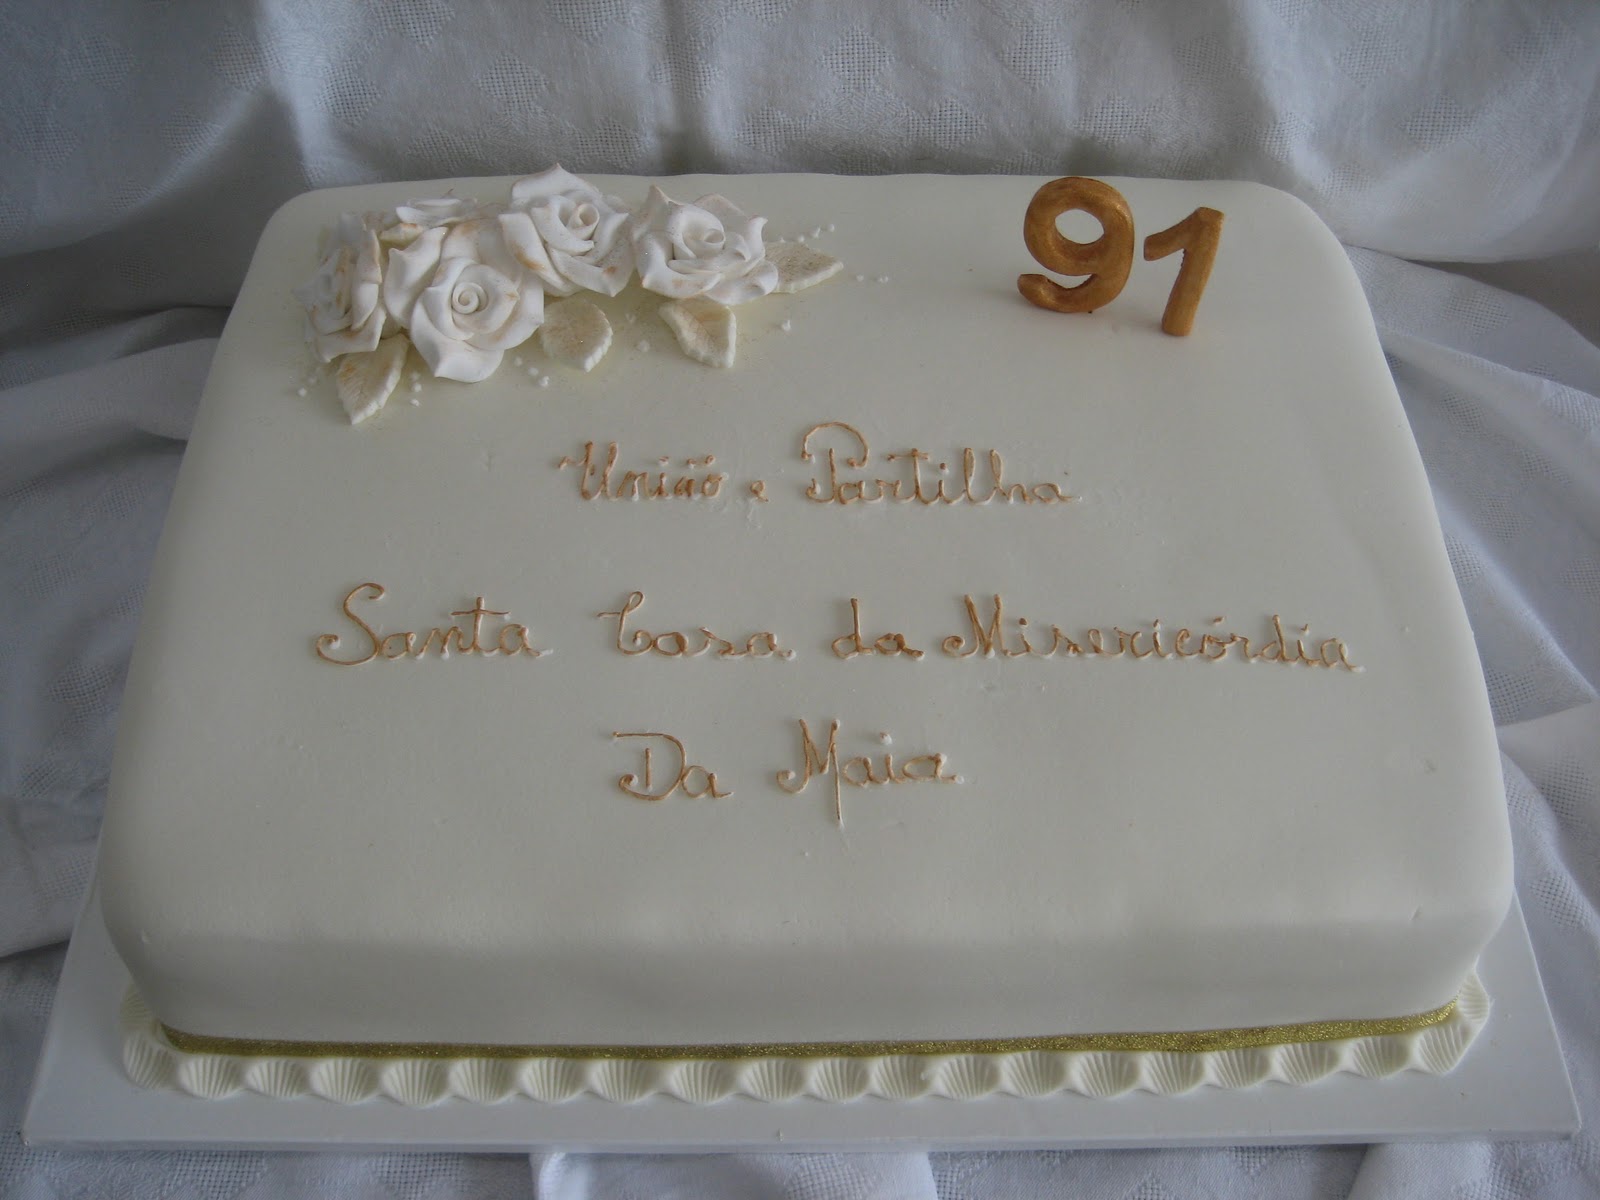 91
União e Partilha
Santa Casa da Misericórdia
Da Maia